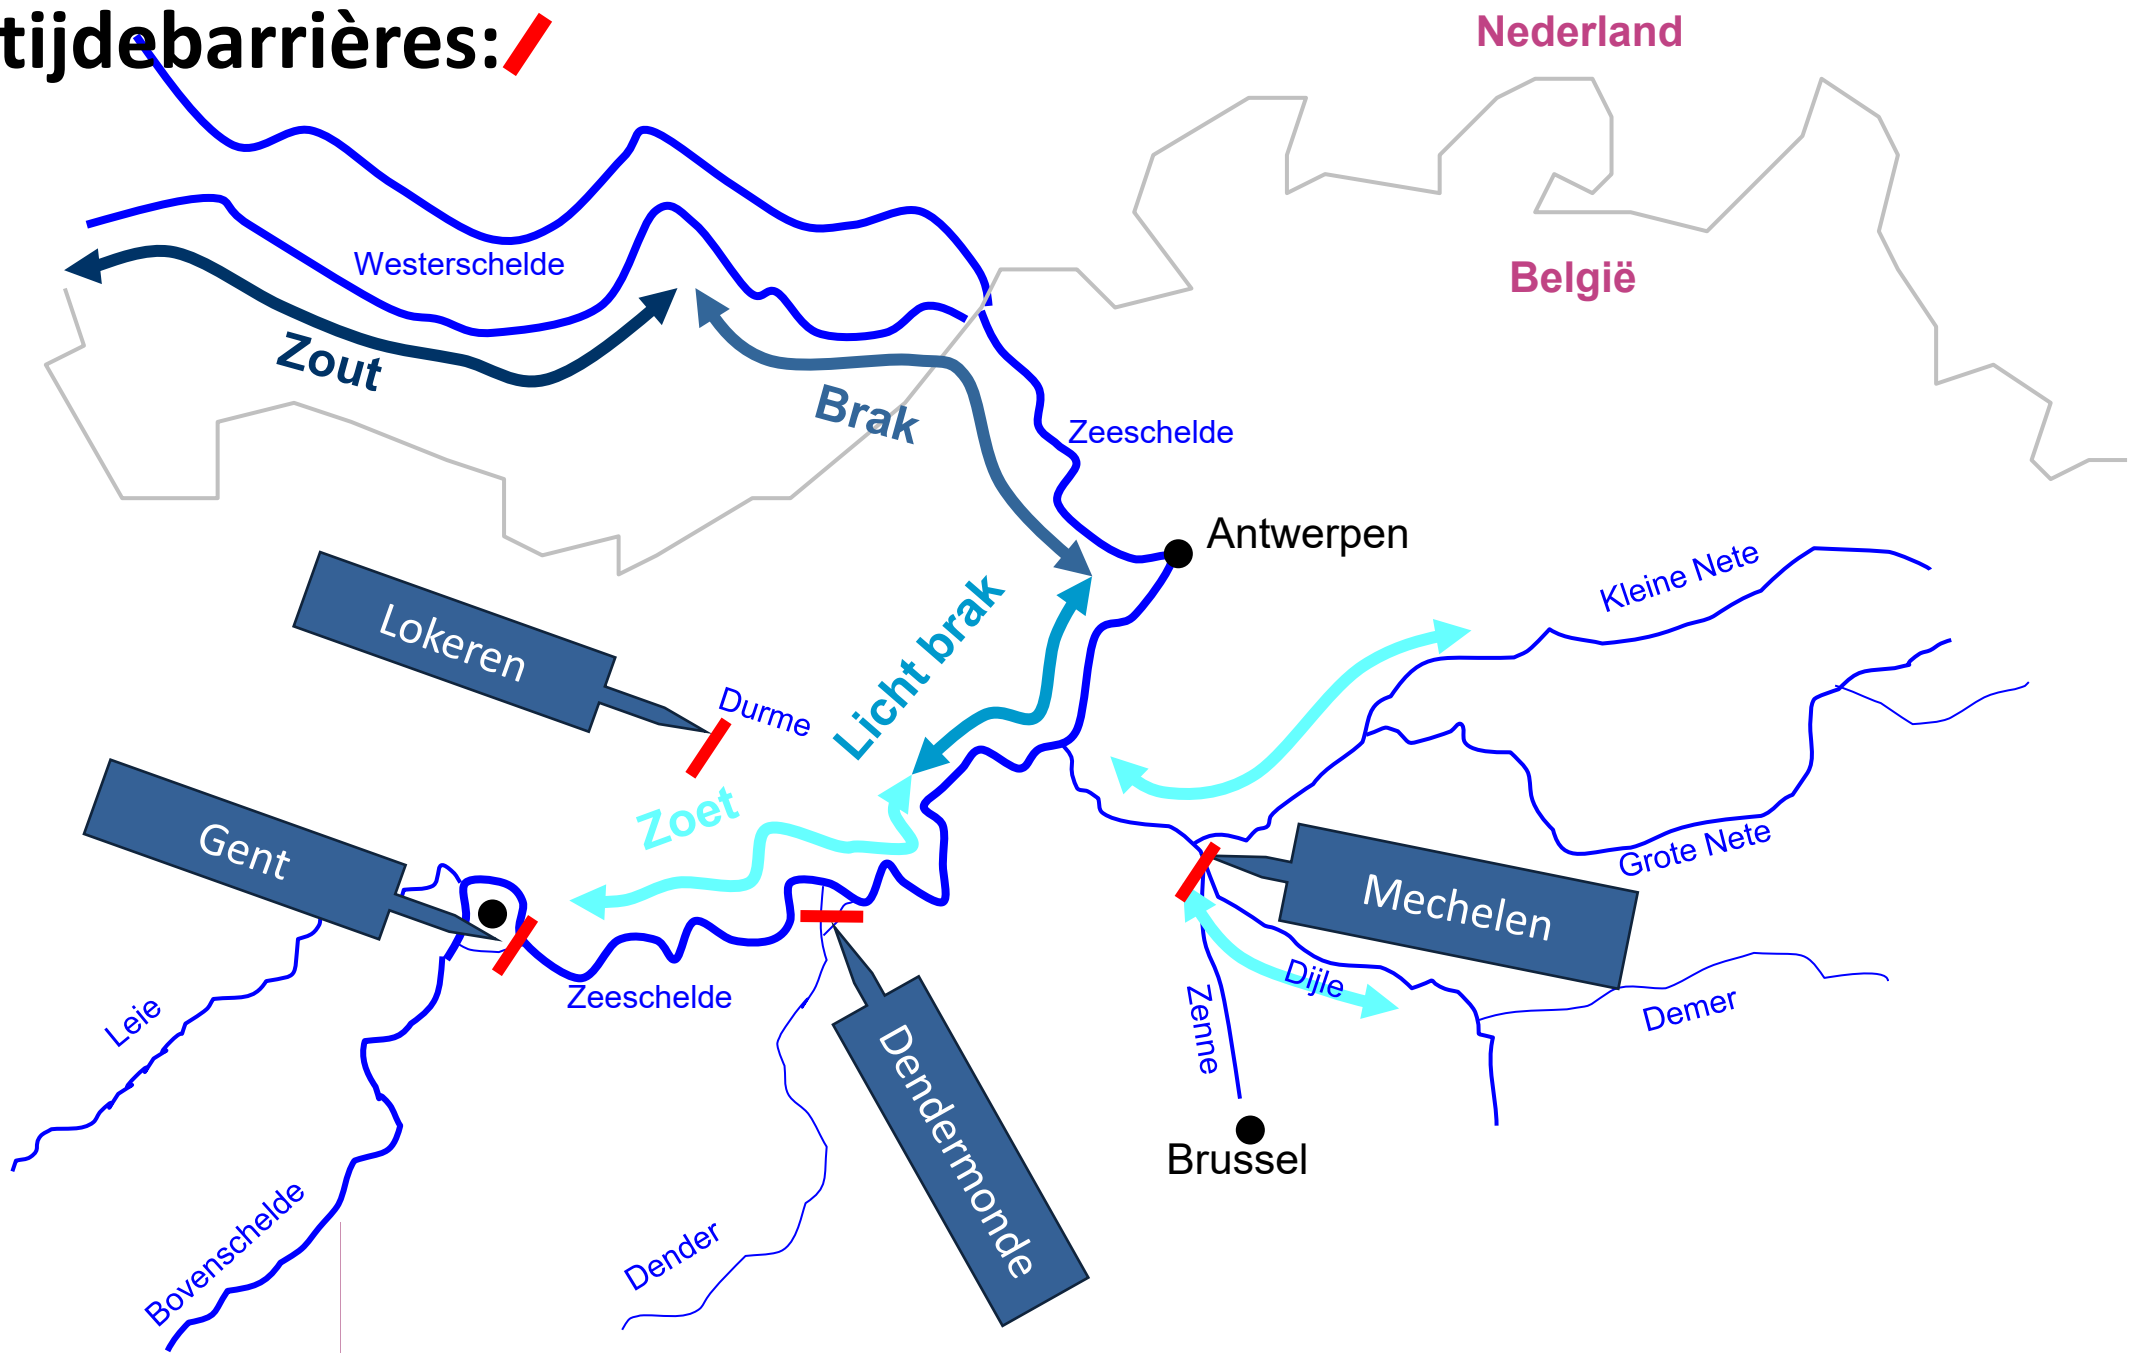 tijdebarrières:
Nederland
België
Westerschelde
Zout
Brak
Zeeschelde
Antwerpen
Kleine Nete
Licht brak
Lokeren
Durme
Zoet
Gent
Grote Nete
Mechelen
Zeeschelde
Dijle
Leie
Zenne
Demer
Dendermonde
Brussel
Bovenschelde
Dender